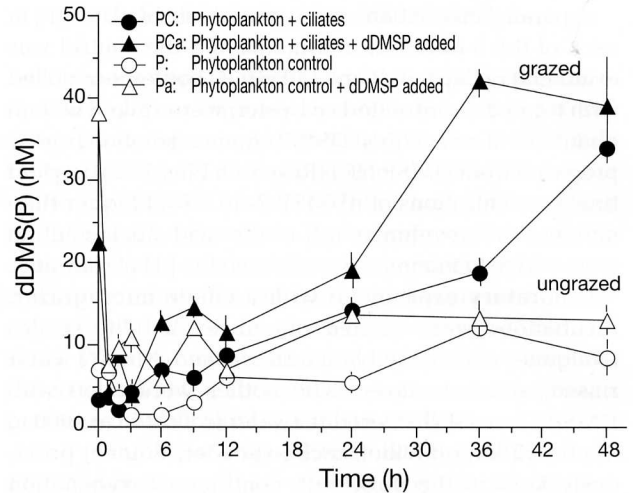 50
40
30
20
10
0
dDMS(P) (nM)
PC: Phytoplankton + ciliates
PCa: Phytoplankton + ciliates + dDMSP added
P: Phytoplankton control
Pa: Phytoplankton control + dDMSP added
grazed
ungrazed
0 6 12 18 24 30 36 42 48
Time (h)